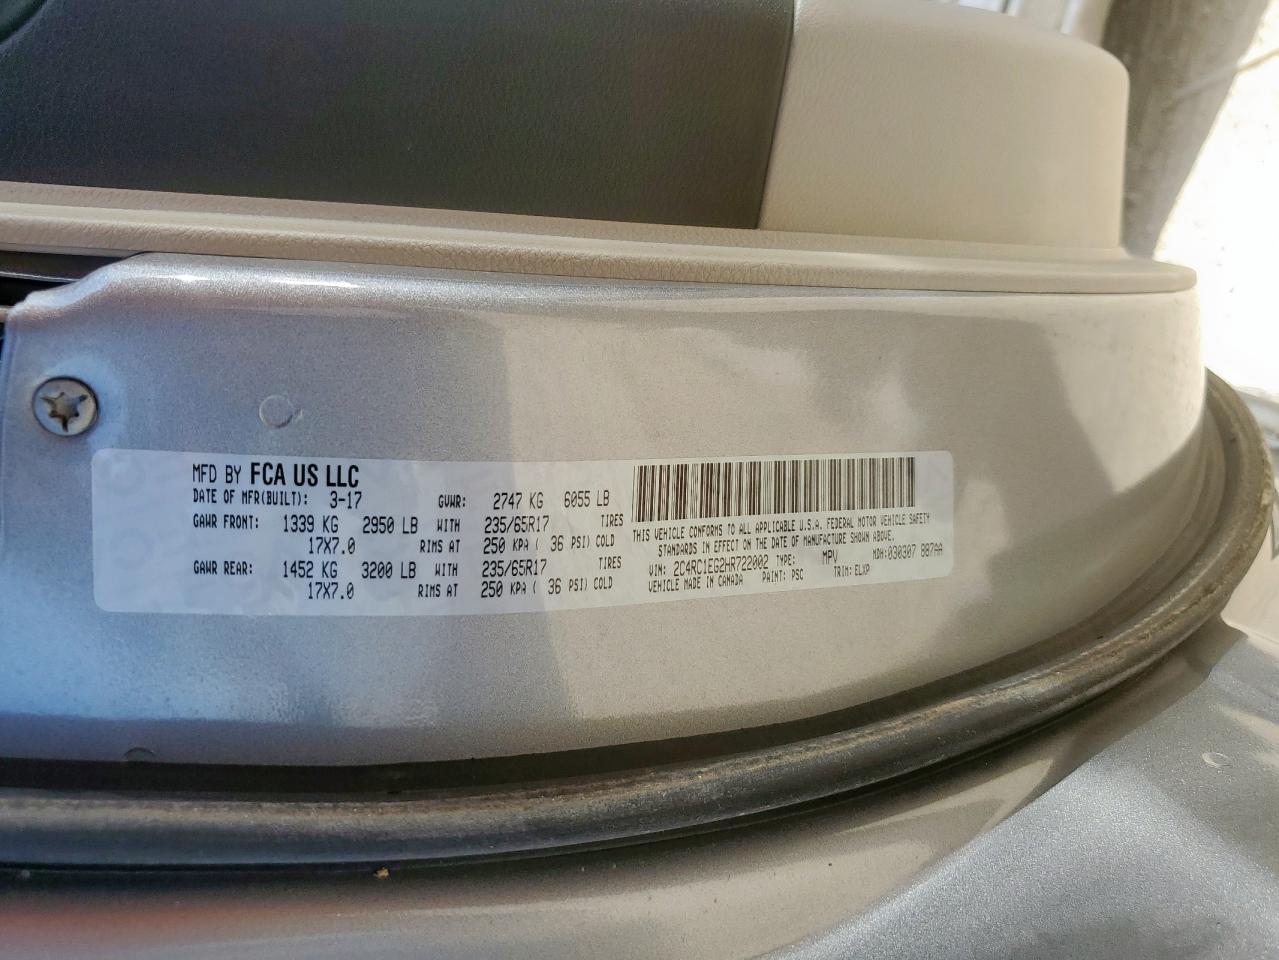 MFD BY FCA US LLC
DATE OF MFR(BUILT): 3-17 GVWR: 2747 KG 6055 LB
GAWR FRONT: 1339 KG 2950 LB WITH 235/65R17 TIRES
17X7.0 RIMS AT 250 KPA ( 36 PSI) COLD
GAWR REAR: 1452 KG 3200 LB WITH 235/65R17 TIRES
17X7.0 RIMS AT 250 KPA ( 36 PSI) COLD
THIS VEHICLE CONFORMS TO ALL APPLICABLE U.S.A. FEDERAL MOTOR VEHICLE SAFETY
STANDARDS IN EFFECT ON THE DATE OF MANUFACTURE SHOWN ABOVE.
VIN: 2C4RC1EG2HR722002 TYPE: MPV MDH:030307 887AA
VEHICLE MADE IN CANADA PAINT: PSC TRIM: ELXP